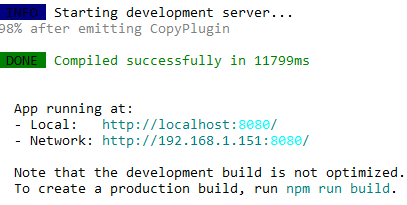 INFO Starting development server...
98% after emitting CopyPlugin
DONE Compiled successfully in 11799ms
App running at:
- Local: http://localhost:8080/
- Network: http://192.168.1.151:8080/
Note that the development build is not optimized.
To create a production build, run npm run build.